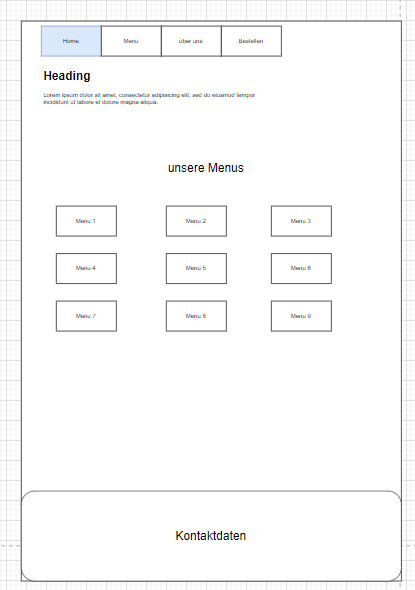 Home Menu über uns Bestellen
Heading
Lorem ipsum dolor sit amet, consectetur adipisicing elit, sed do eiusmod tempor
incididunt ut labore et dolore magna aliqua.
unsere Menus
Menu 1 Menu 2 Menu 3
Menu 4 Menu 5 Menu 6
Menu 7 Menu 8 Menu 9
Kontaktdaten